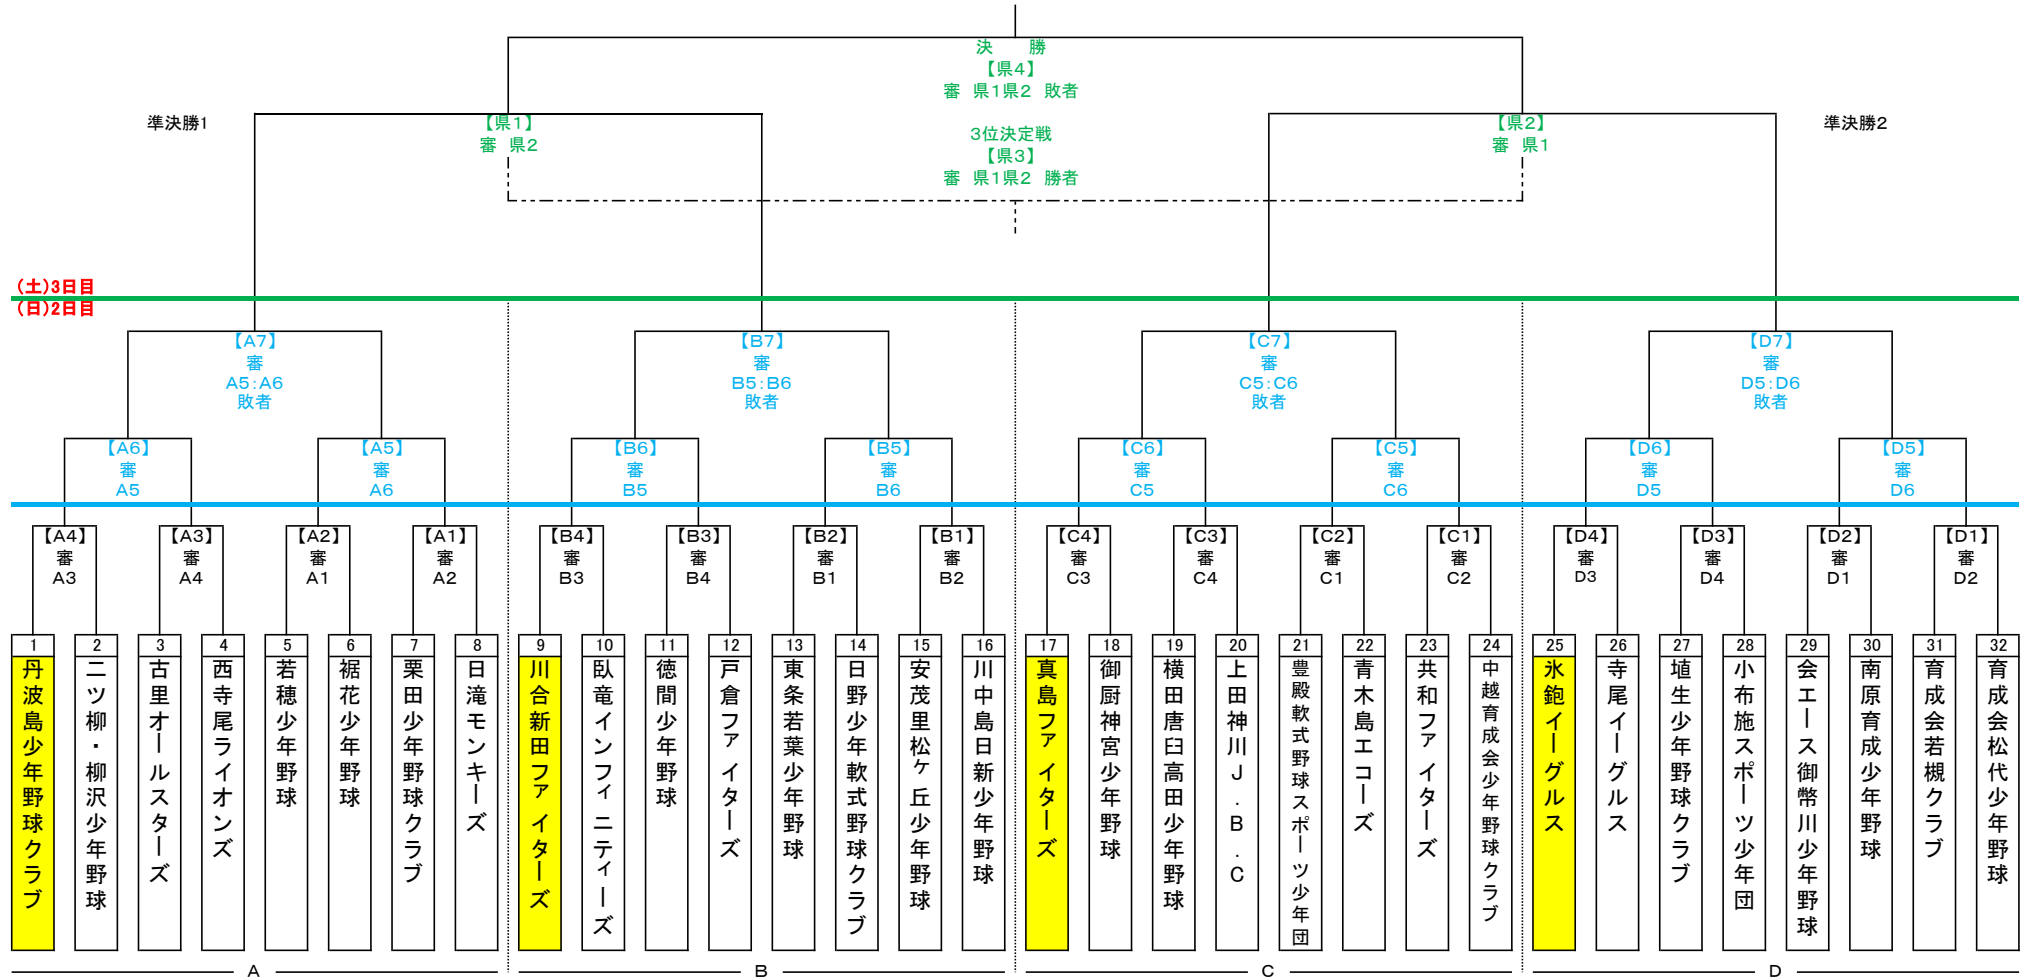 決　勝
【県4】
審 県1県2 敗者
準決勝1
【県1】
審 県2
3位決定戦
【県3】
審 県1県2 勝者
【県2】
審 県1
準決勝2
(土)3日目
(日)2日目
【A7】
審
A5:A6
敗者
【B7】
審
B5:B6
敗者
【C7】
審
C5:C6
敗者
【D7】
審
D5:D6
敗者
【A6】
審
A5
【A5】
審
A6
【B6】
審
B5
【B5】
審
B6
【C6】
審
C5
【C5】
審
C6
【D6】
審
D5
【D5】
審
D6
【A4】
審
A3
【A3】
審
A4
【A2】
審
A1
【A1】
審
A2
【B4】
審
B3
【B3】
審
B4
【B2】
審
B1
【B1】
審
B2
【C4】
審
C3
【C3】
審
C4
【C2】
審
C1
【C1】
審
C2
【D4】
審
D3
【D3】
審
D4
【D2】
審
D1
【D1】
審
D2
1
丹波島少年野球クラブ
2
二ツ柳・柳沢少年野球
3
古里オールスターズ
4
西寺尾ライオンズ
5
若穂少年野球
6
裾花少年野球
7
栗田少年野球クラブ
8
日滝モンキーズ
9
川合新田ファイターズ
10
臥竜インフィニティーズ
11
徳間少年野球
12
戸倉ファイターズ
13
東条若葉少年野球
14
日野少年軟式野球クラブ
15
安茂里松ヶ丘少年野球
16
川中島日新少年野球
17
真島ファイターズ
18
御厨神宮少年野球
19
横田唐臼高田少年野球
20
上田神川J.B.C
21
豊殿軟式野球スポーツ少年団
22
青木島エコーズ
23
共和ファイターズ
24
中越育成会少年野球クラブ
25
氷鉋イーグルス
26
寺尾イーグルス
27
埴生少年野球クラブ
28
小布施スポーツ少年団
29
会エース御幣川少年野球
30
南原育成少年野球
31
育成会若槻クラブ
32
育成会松代少年野球
A
B
C
D